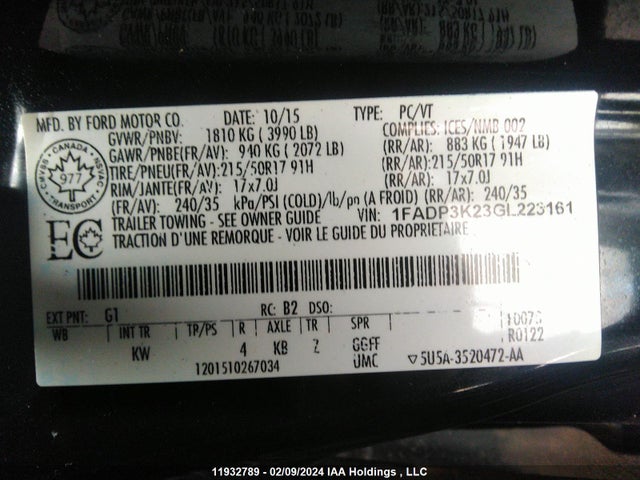 MFD. BY FORD MOTOR CO. DATE: 10/15 TYPE: PC/VT
GVWR/PNBV: 1810 KG ( 3990 LB) COMPLIES: ICES/NMB 002
GAWR/PNBE(FR/AV): 940 KG ( 2072 LB) (RR/AR): 883 KG ( 1947 LB)
TIRE/PNEU(FR/AV):215/50R17 91H (RR/AR):215/50R17 91H
RIM/JANTE(FR/AV): 17x7.0J (RR/AR): 17x7.0J
(FR/AV): 240/35 kPa/PSI (COLD)/lb/po (A FROID) (RR/AR): 240/35
TRAILER TOWING - SEE OWNER GUIDE VIN: 1FADP3K23GL223161
TRACTION D'UNE REMORQUE - VOIR LE GUIDE DU PROPRIETAIRE
CANADA
CMVSS NSVAC
977
TRANSPORT
EC
EXT PNT: G1 RC: B2 DSO:
WB INT TR TP/PS R AXLE TR SPR R0122
KW 4 KB Z GGFF
UMC
1201510267034 ▽5U5A-3520472-AA
11932789 - 02/09/2024 IAA Holdings , LLC